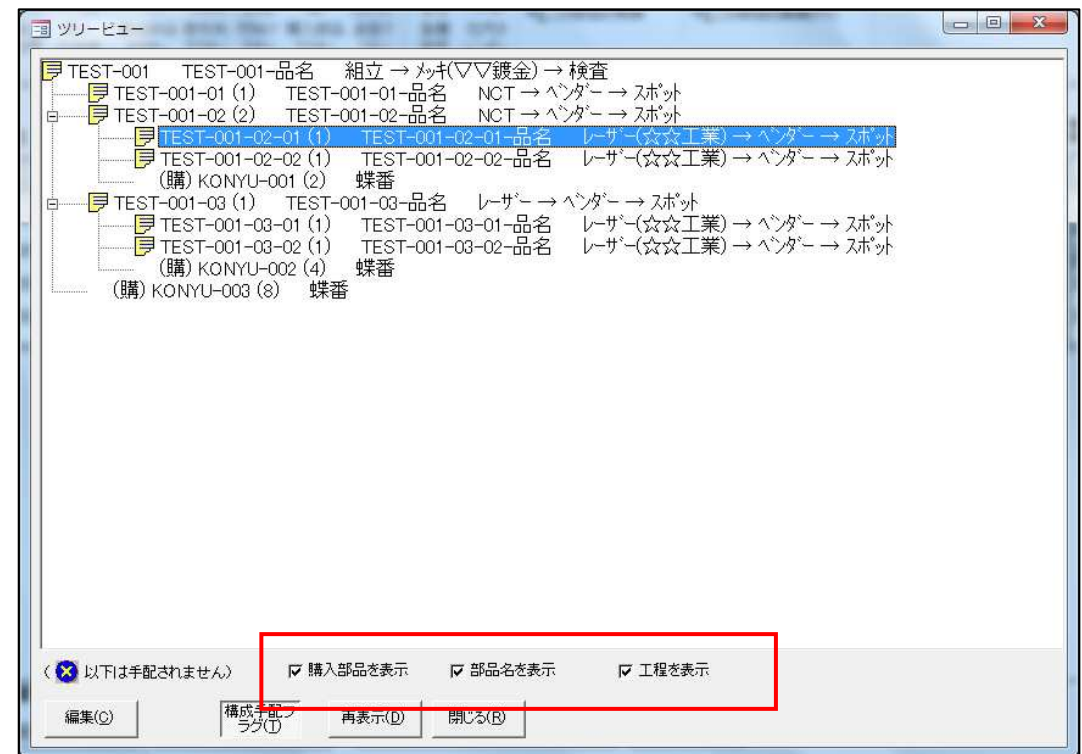 ツリービュー
TEST-001 TEST-001-品名 組立 → メッキ(▽▽鍍金) → 検査
TEST-001-01 (1) TEST-001-01-品名 NCT → ベンダー → スポット
TEST-001-02 (2) TEST-001-02-品名 NCT → ベンダー → スポット
TEST-001-02-01 (1) TEST-001-02-01-品名 レーザー(☆☆工業) → ベンダー → スポット
TEST-001-02-02 (1) TEST-001-02-02-品名 レーザー(☆☆工業) → ベンダー → スポット
(購) KONYU-001 (2) 蝶番
TEST-001-03 (1) TEST-001-03-品名 レーザー → ベンダー → スポット
TEST-001-03-01 (1) TEST-001-03-01-品名 レーザー(☆☆工業) → ベンダー → スポット
TEST-001-03-02 (1) TEST-001-03-02-品名 レーザー(☆☆工業) → ベンダー → スポット
(購) KONYU-002 (4) 蝶番
(購) KONYU-003 (8) 蝶番
( 以下は手配されません) 購入部品を表示 部品名を表示 工程を表示
編集(C) 構成手配フラグ(T) 再表示(D) 閉じる(R)